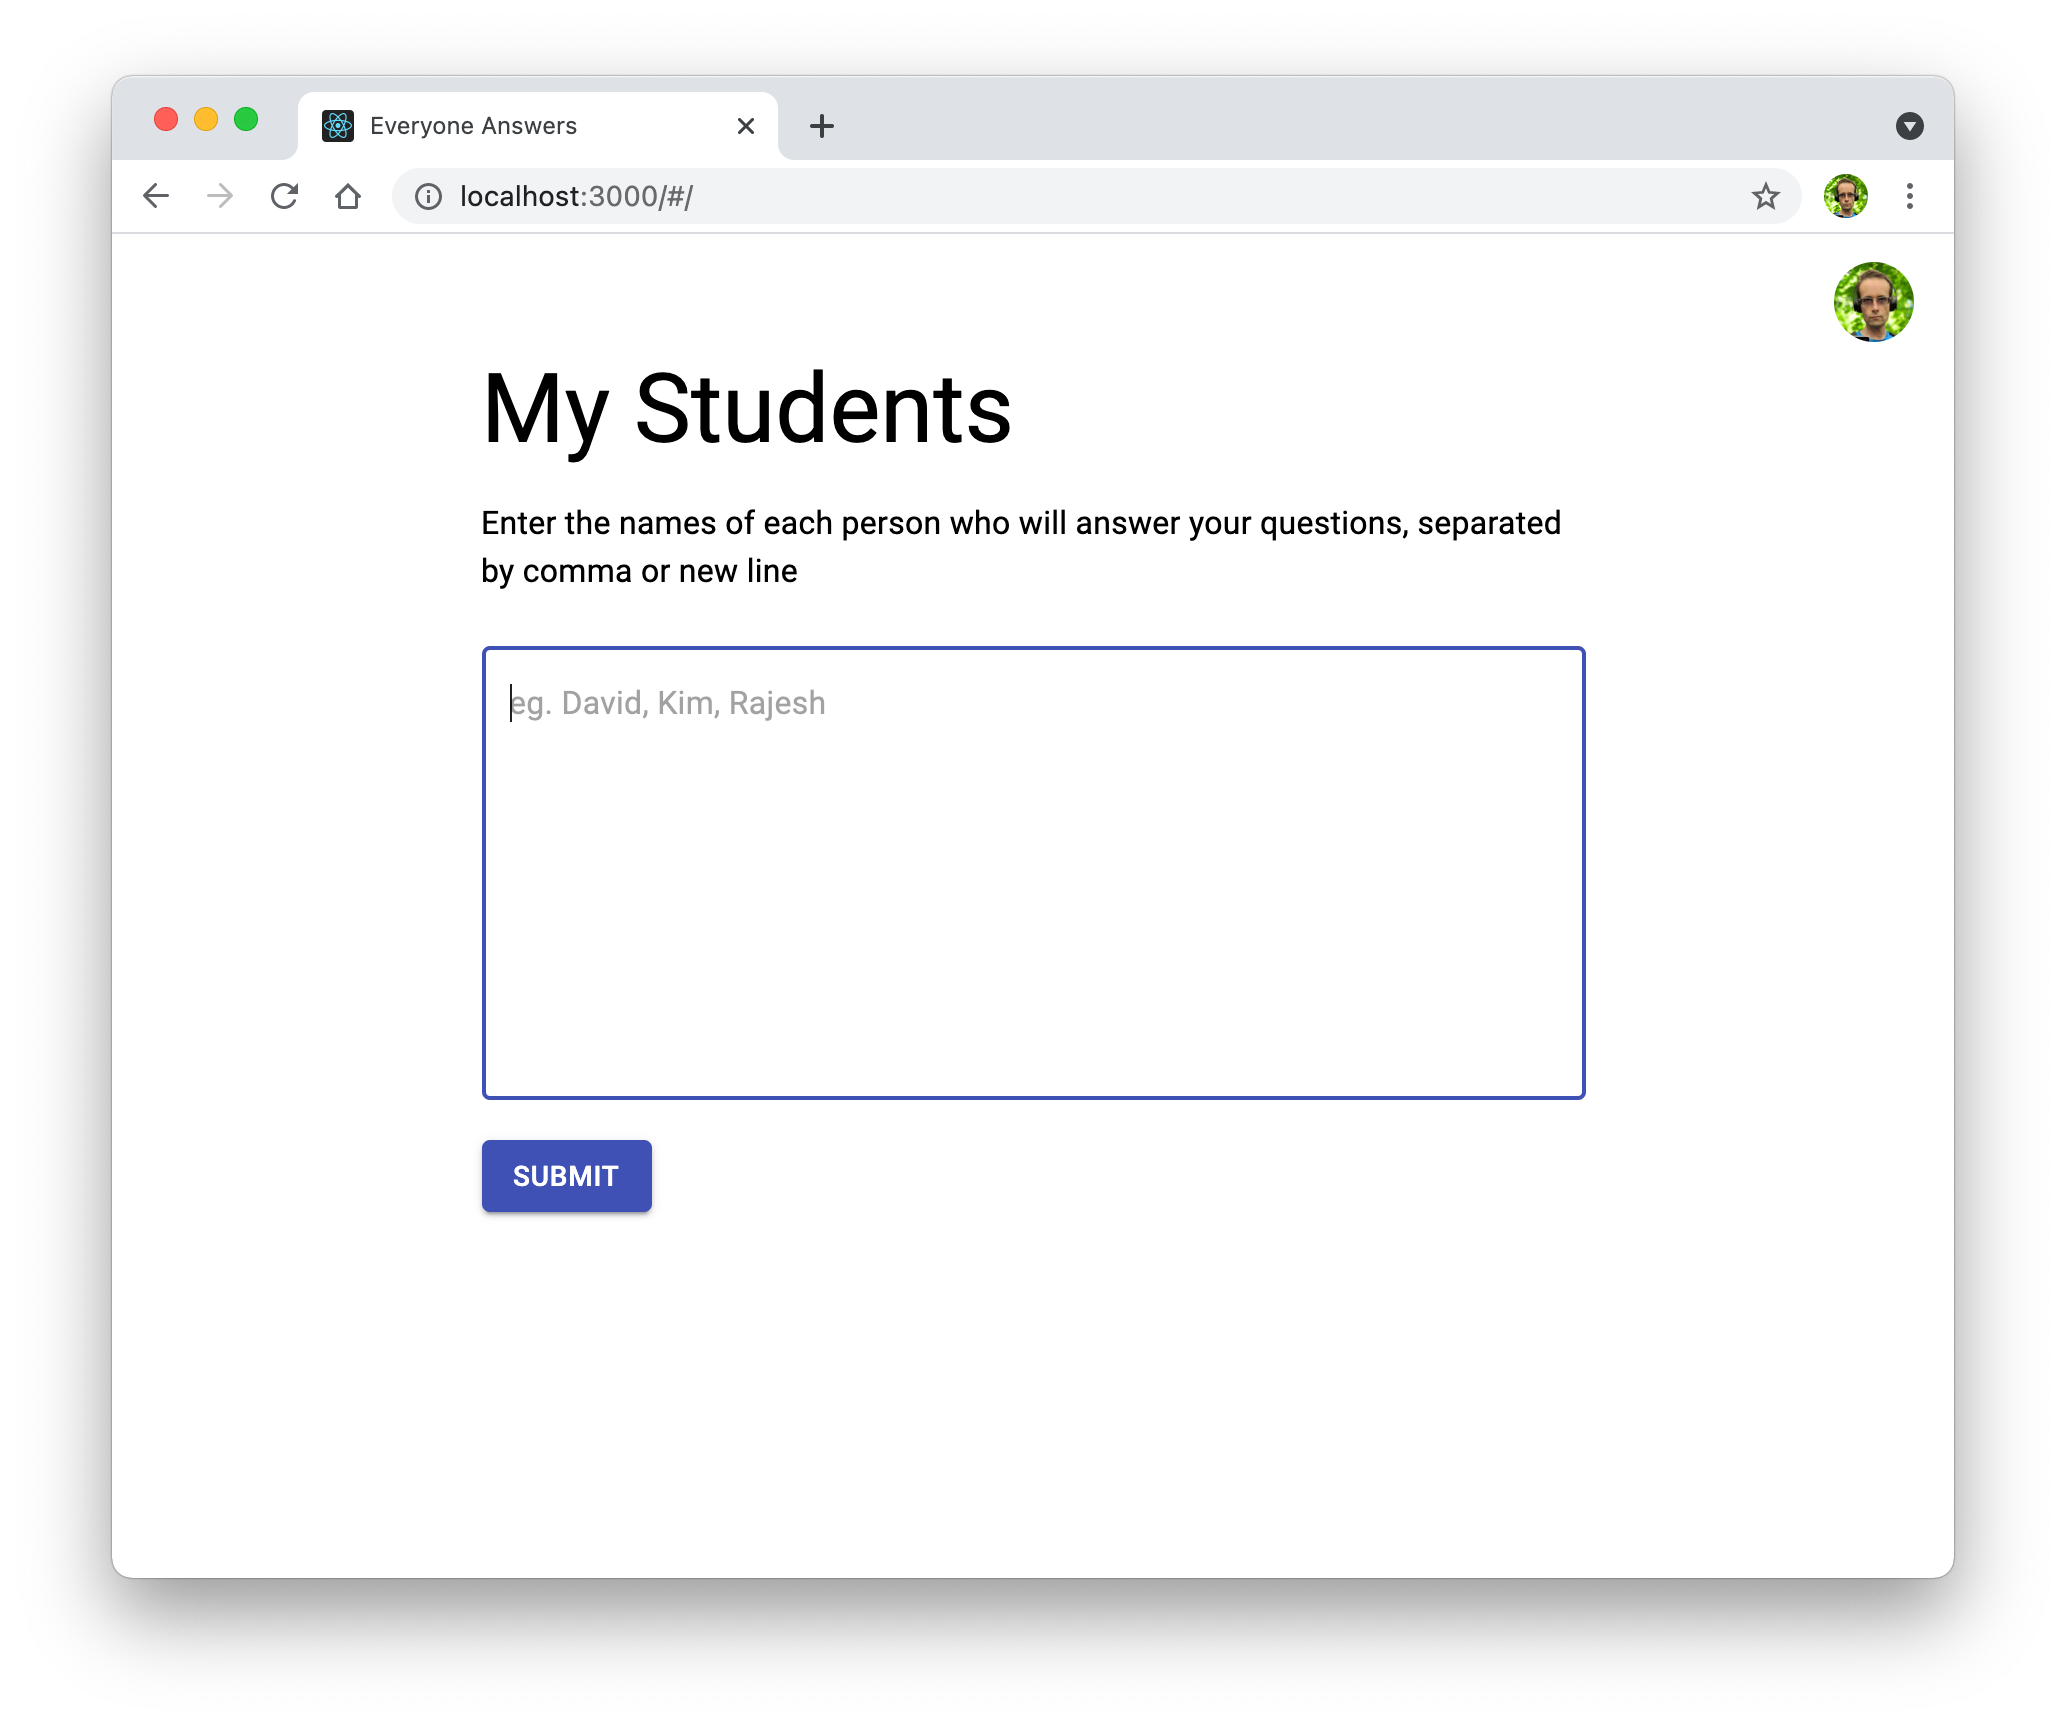 Everyone Answers
localhost:3000/#/
My Students
Enter the names of each person who will answer your questions, separated
by comma or new line
eg. David, Kim, Rajesh
SUBMIT